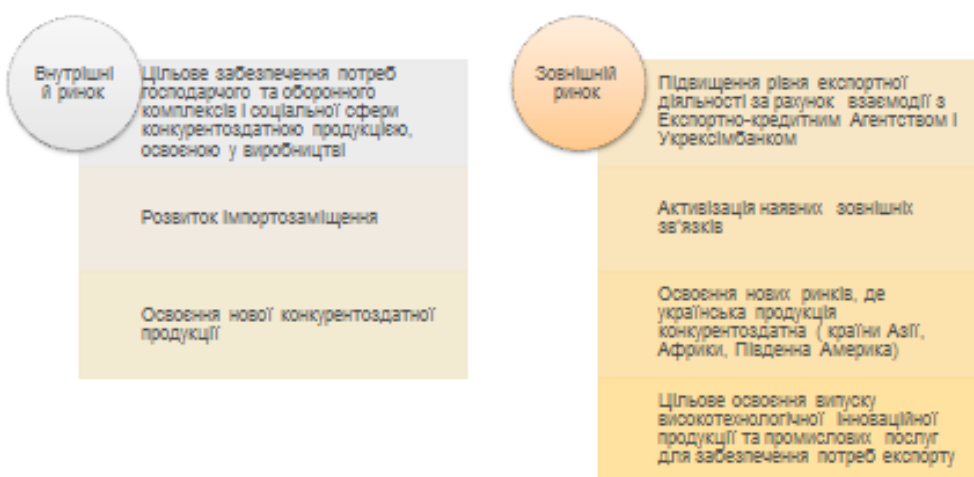 Внутрішні
й ринок
Цільове забезпечення потреб
господарчого та оборонного
комплексів і соціальної сфери
конкурентоздатною продукцією,
освоєною у виробництві
Розвиток імпортозаміщення
Освоєння нової конкурентоздатної
продукції
Зовнішній
ринок
Підвищення рівня експортної
діяльності за рахунок взаємодії з
Експортно-кредитним Агентством і
Укрексімбанком
Активізація наявних зовнішніх
зв'язків
Освоєння нових ринків, де
українська продукція
конкурентоздатна ( країни Азії,
Африки, Південна Америка)
Цільове освоєння випуску
високотехнологічної інноваційної
продукції та промислових послуг
для забезпечення потреб експорту